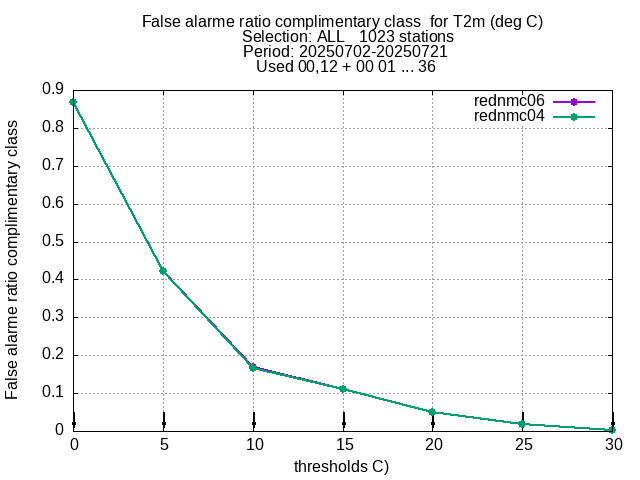 False alarme ratio complimentary class  for T2m (deg C)
Selection: ALL   1023 stations
Period: 20250702-20250721
Used 00,12 + 00 01 ... 36
rednmc06
rednmc04
False alarme ratio complimentary class
0.9
0.8
0.7
0.6
0.5
0.4
0.3
0.2
0.1
0
0 5 10 15 20 25 30
thresholds C)